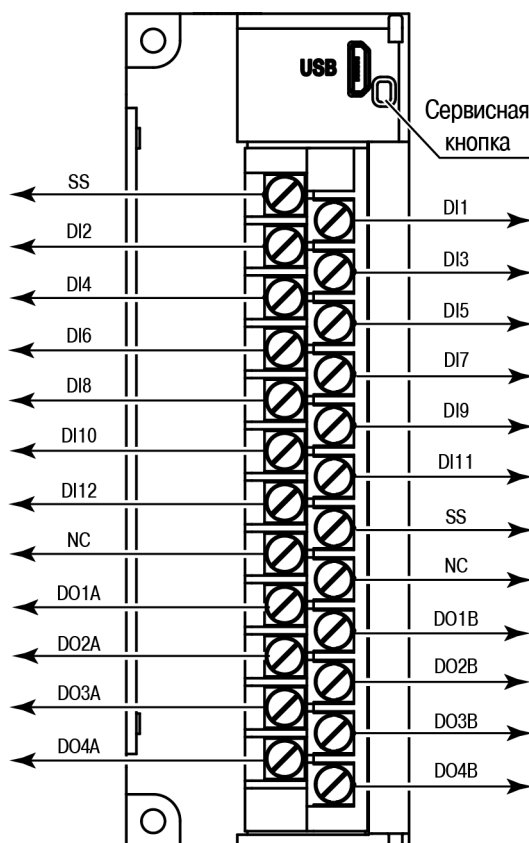 USB
Сервисная
кнопка
SS
DI1
DI2
DI3
DI4
DI5
DI6
DI7
DI8
DI9
DI10
DI11
DI12
SS
NC
NC
DO1A
DO1B
DO2A
DO2B
DO3A
DO3B
DO4A
DO4B